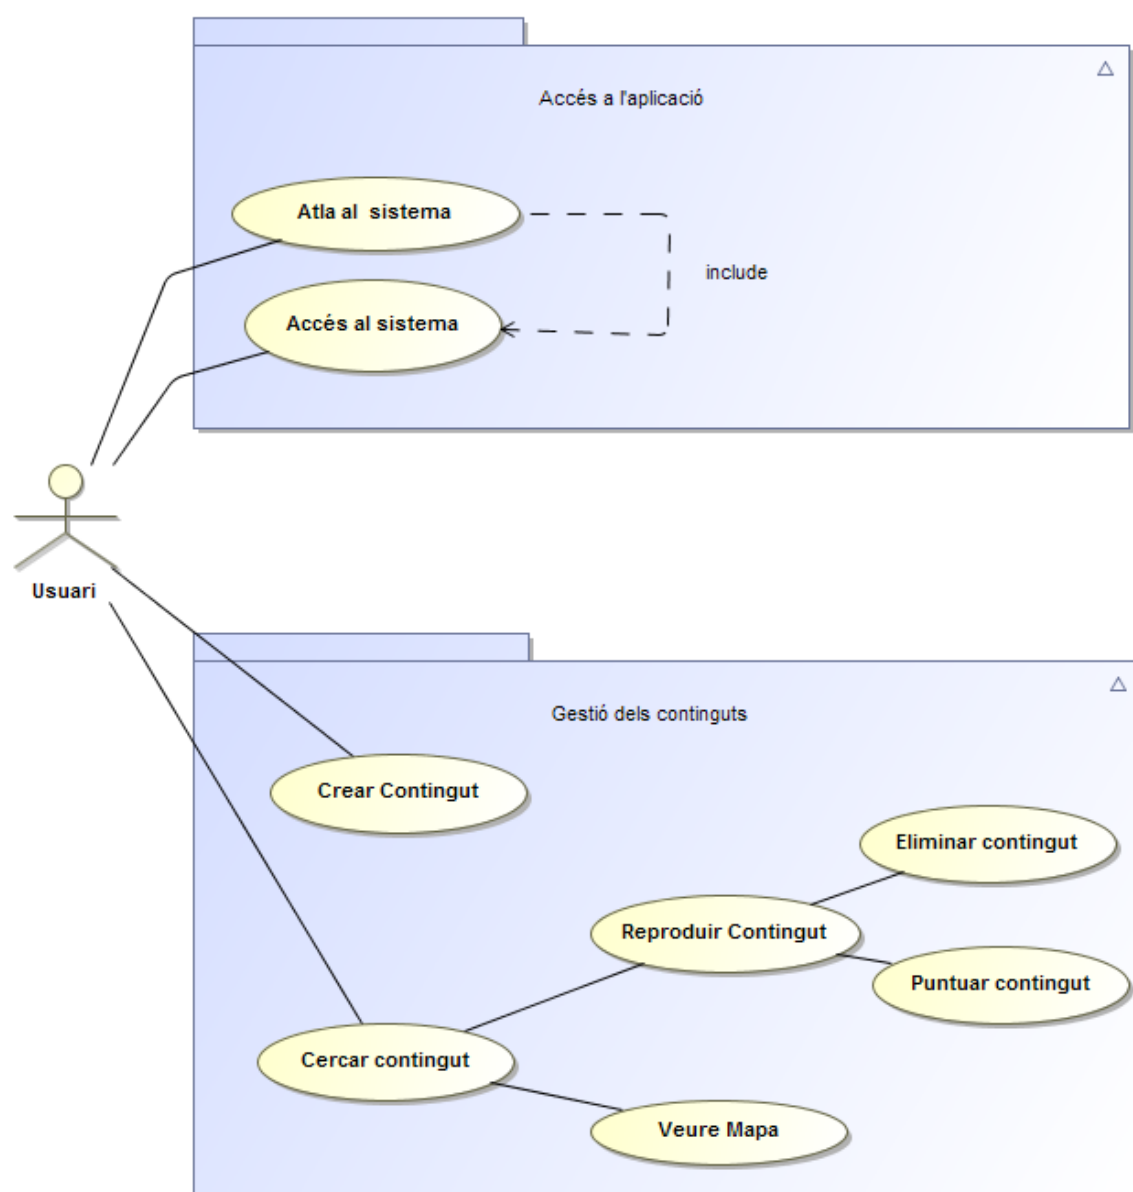 Accés a l'aplicació
Atla al sistema
include
Accés al sistema
Usuari
Gestió dels continguts
Crear Contingut
Eliminar contingut
Reproduir Contingut
Puntuar contingut
Cercar contingut
Veure Mapa